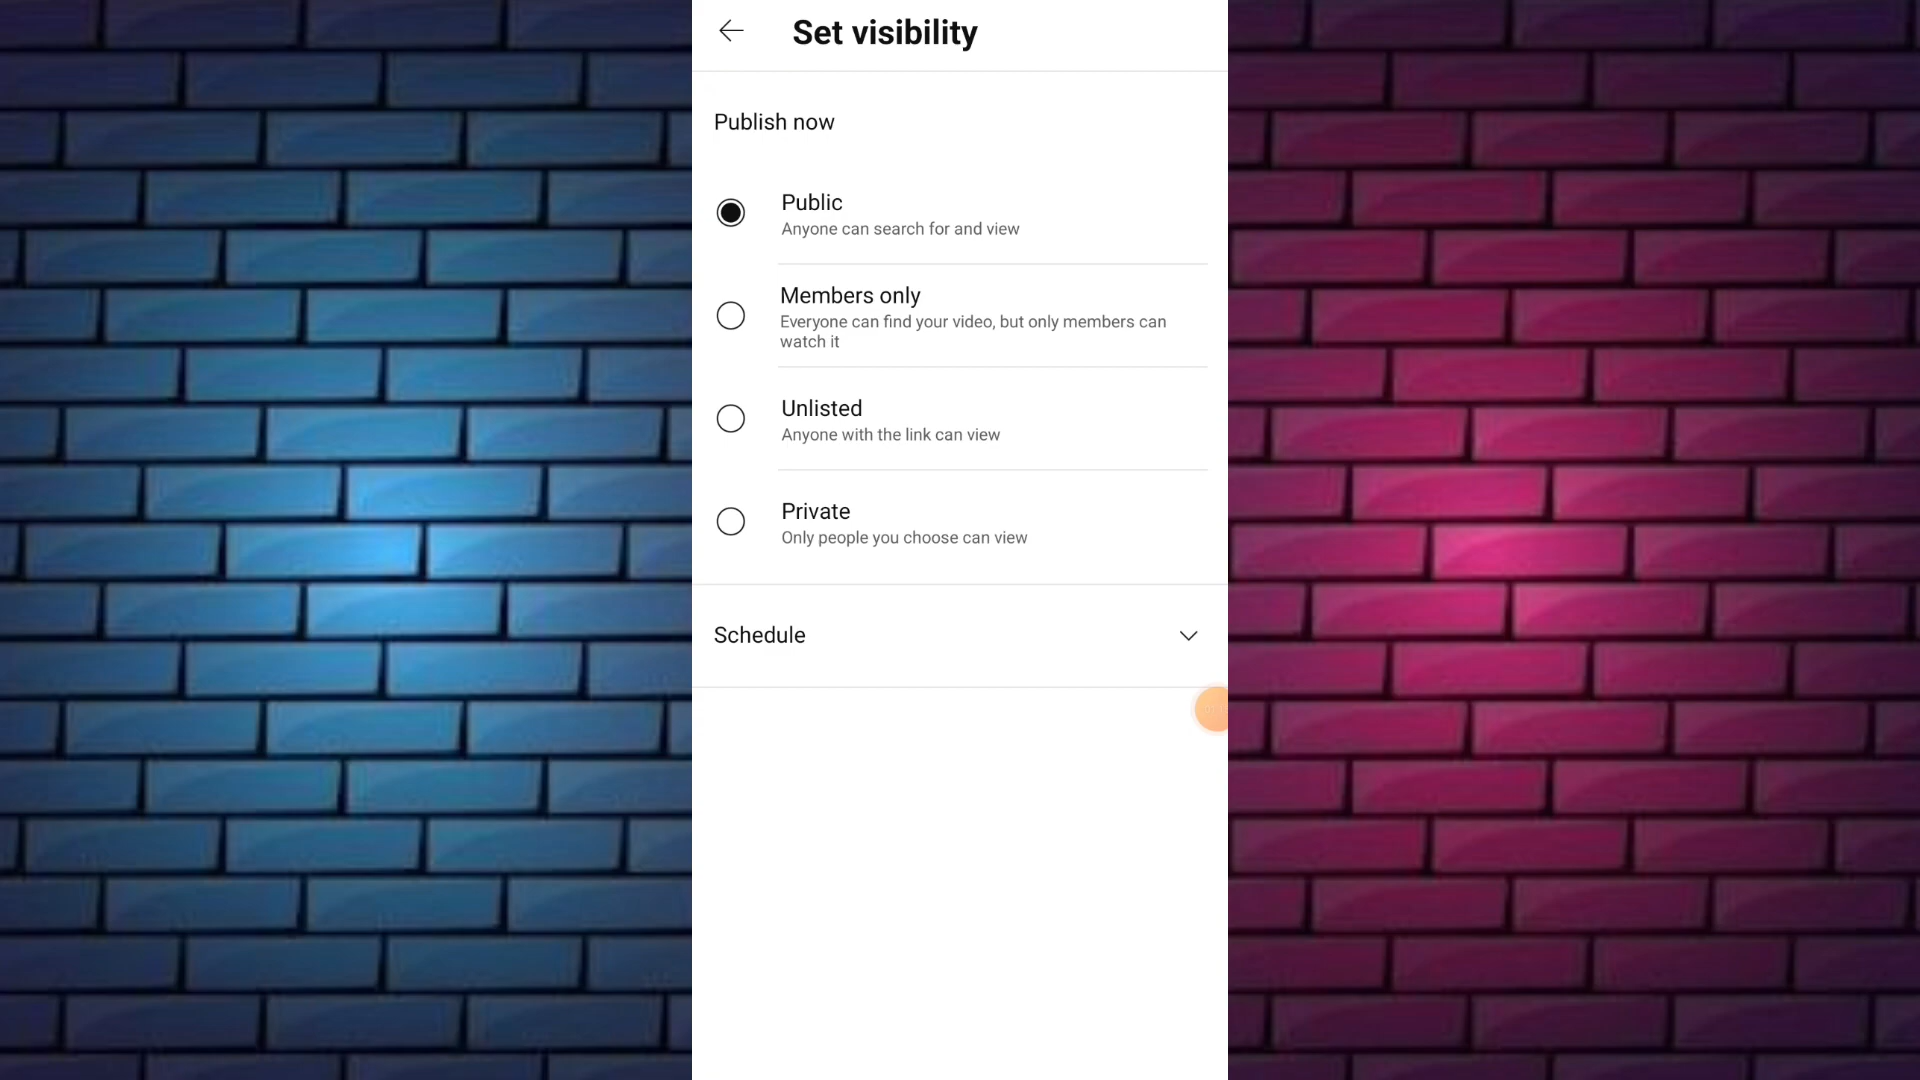 Set visibility
Publish now
Public
Anyone can search for and view
Members only
Everyone can find your video, but only members can
watch it
Unlisted
Anyone with the link can view
Private
Only people you choose can view
Schedule